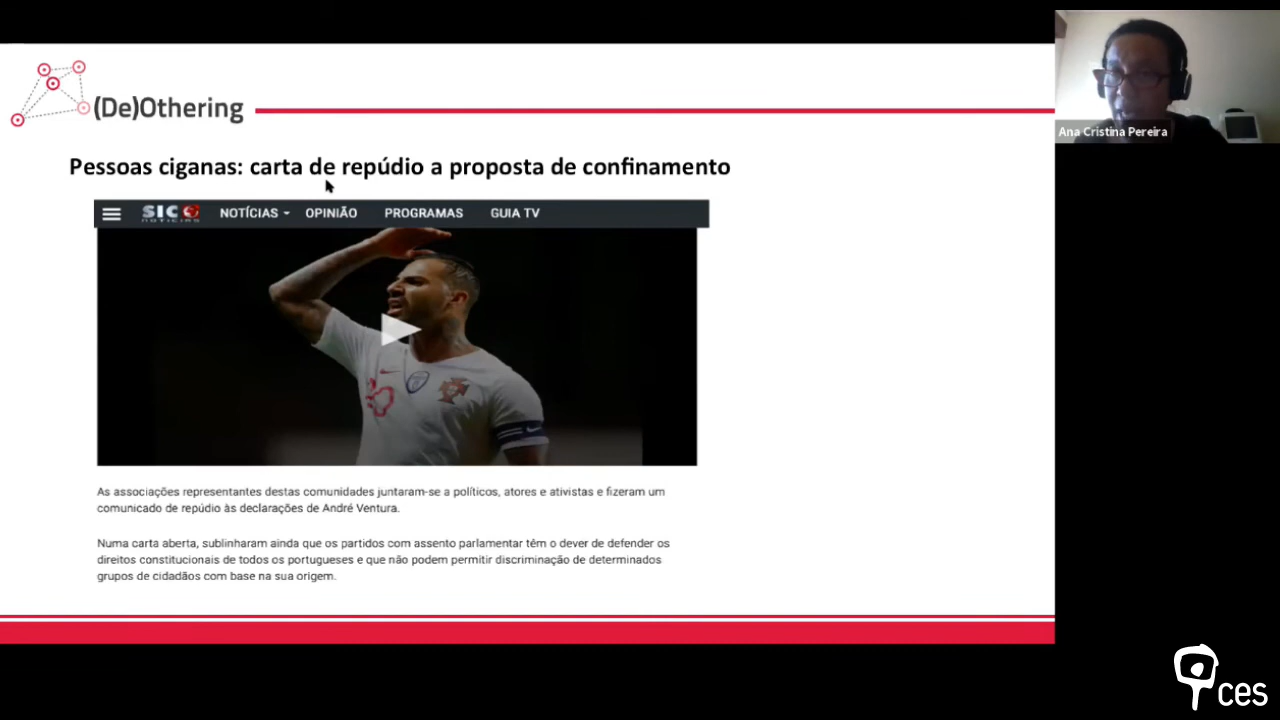 (De)Othering
Ana Cristina Pereira
Pessoas ciganas: carta de repúdio a proposta de confinamento
SIC NOTÍCIAS OPINIÃO PROGRAMAS GUIA TV
NOTÍCIAS
As associações representantes destas comunidades juntaram-se a políticos, atores e ativistas e fizeram um
comunicado de repúdio às declarações de André Ventura.
Numa carta aberta, sublinharam ainda que os partidos com assento parlamentar têm o dever de defender os
direitos constitucionais de todos os portugueses e que não podem permitir discriminação de determinados
grupos de cidadãos com base na sua origem.
ces